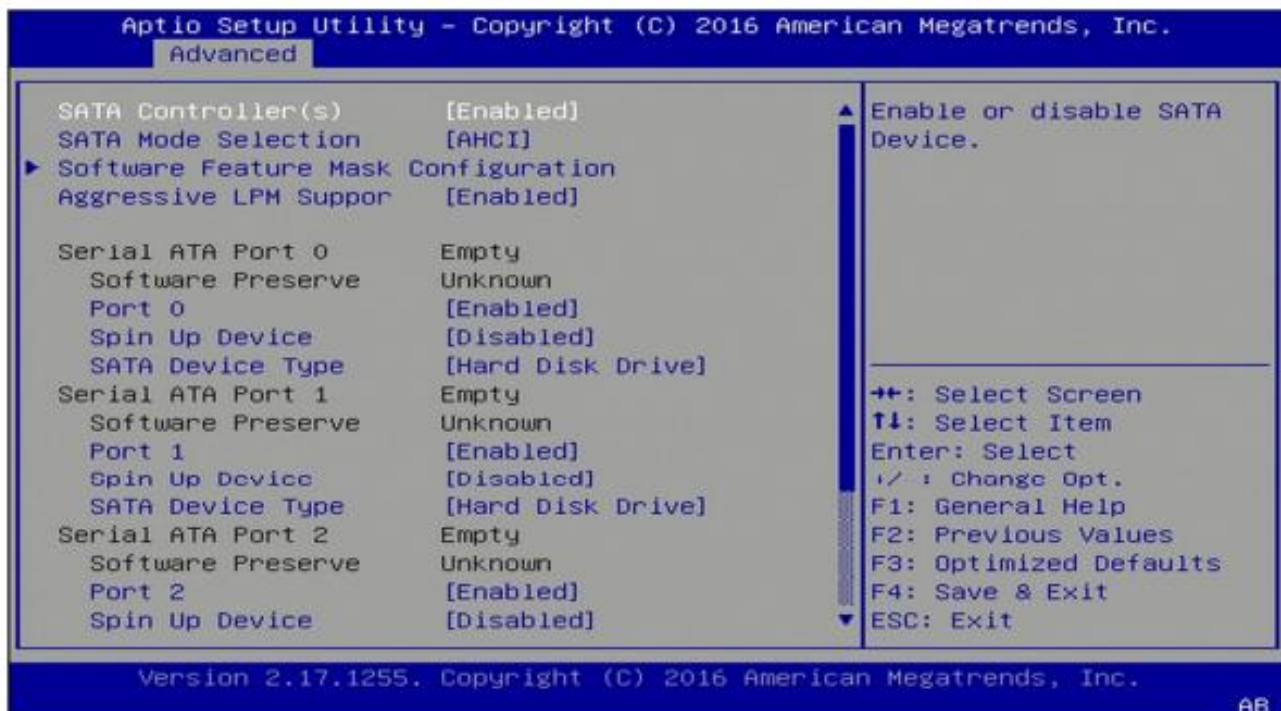 Aptio Setup Utility – Copyright (C) 2016 American Megatrends, Inc.
Advanced
SATA Controller(s) [Enabled]
SATA Mode Selection [AHCI]
Software Feature Mask Configuration
Aggressive LPM Suppor [Enabled]
Serial ATA Port 0 Empty
Software Preserve Unknown
Port 0 [Enabled]
Spin Up Device [Disabled]
SATA Device Type [Hard Disk Drive]
Serial ATA Port 1 Empty
Software Preserve Unknown
Port 1 [Enabled]
Spin Up Device [Disabled]
SATA Device Type [Hard Disk Drive]
Serial ATA Port 2 Empty
Software Preserve Unknown
Port 2 [Enabled]
Spin Up Device [Disabled]
Enable or disable SATA
Device.
→←: Select Screen
↑↓: Select Item
Enter: Select
+/-: Change Opt.
F1: General Help
F2: Previous Values
F3: Optimized Defaults
F4: Save & Exit
ESC: Exit
Version 2.17.1255. Copyright (C) 2016 American Megatrends, Inc.
AB